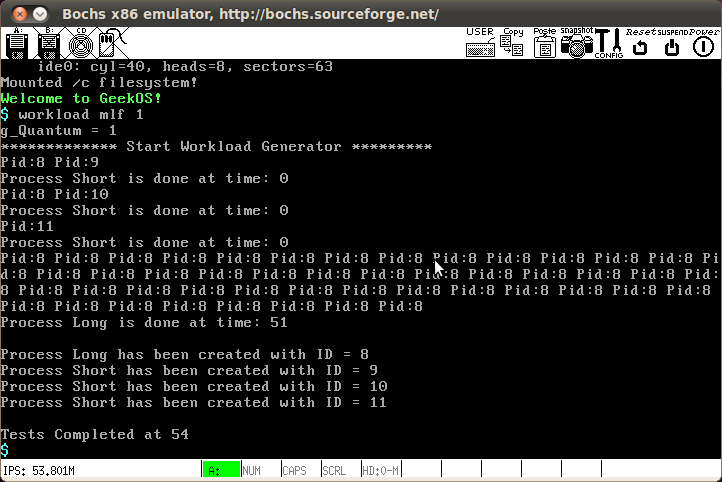 Bochs x86 emulator, http://bochs.sourceforge.net/
A: B: CD USER Copy Paste snapshot CONFIG Reset SUSPEND Power
ide0: cyl=40, heads=8, sectors=63
Mounted /c filesystem!
Welcome to GeekOS!
$ workload mlf 1
g_Quantum = 1
************* Start Workload Generator *********
Pid:8 Pid:9
Process Short is done at time: 0
Pid:8 Pid:10
Process Short is done at time: 0
Pid:11
Process Short is done at time: 0
Pid:8 Pid:8 Pid:8 Pid:8 Pid:8 Pid:8 Pid:8 Pid:8 Pid:8 Pid:8 Pid:8 Pid:8 Pid:8 Pi
d:8 Pid:8 Pid:8 Pid:8 Pid:8 Pid:8 Pid:8 Pid:8 Pid:8 Pid:8 Pid:8 Pid:8 Pid:8 Pid:
8 Pid:8 Pid:8 Pid:8 Pid:8 Pid:8 Pid:8 Pid:8 Pid:8 Pid:8 Pid:8 Pid:8 Pid:8 Pid:8
Pid:8 Pid:8 Pid:8 Pid:8 Pid:8 Pid:8 Pid:8 Pid:8
Process Long is done at time: 51
Process Long has been created with ID = 8
Process Short has been created with ID = 9
Process Short has been created with ID = 10
Process Short has been created with ID = 11
Tests Completed at 54
$
IPS: 53.801M A: NUM CAPS SCRL HD:0-M